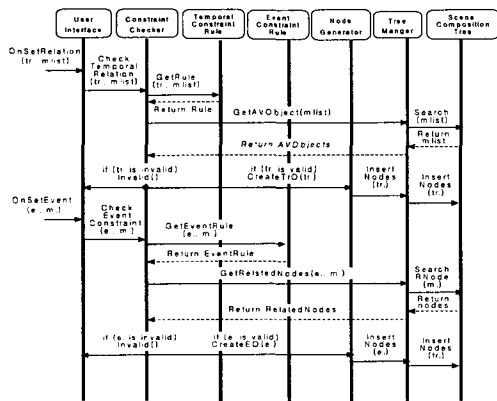 User
Interface
Constraint
Checker
Temporal
Constraint
Rule
Event
Constraint
Rule
Node
Generator
Tree
Manger
Scene
Composition
Tree
OnSetRelation
(tr, mlist)
Check
Temporal
Relation
(tr, mlist)
GetRule
(tr, mlist)
Return Rule
GetAVObject(mlist)
Search
(mlist)
Return
mlist
Return AVObjects
if (tr is invalid)
Invalid()
if (tr is valid)
CreateTrO(tr)
Insert
Nodes
(tr,)
Insert
Nodes
(tr,)
OnSetEvent
(e, m,)
Check
Event
Constraint
(e, m)
GetEventRule
(e, m)
Return EventRule
GetRelatedNodes(e, m)
Search
RNode
(m,)
Return
nodes
Return RelatedNodes
if (e, is invalid)
Invalid()
if (e, is valid)
CreateEO(e)
Insert
Nodes
(e,)
Insert
Nodes
(tr,)